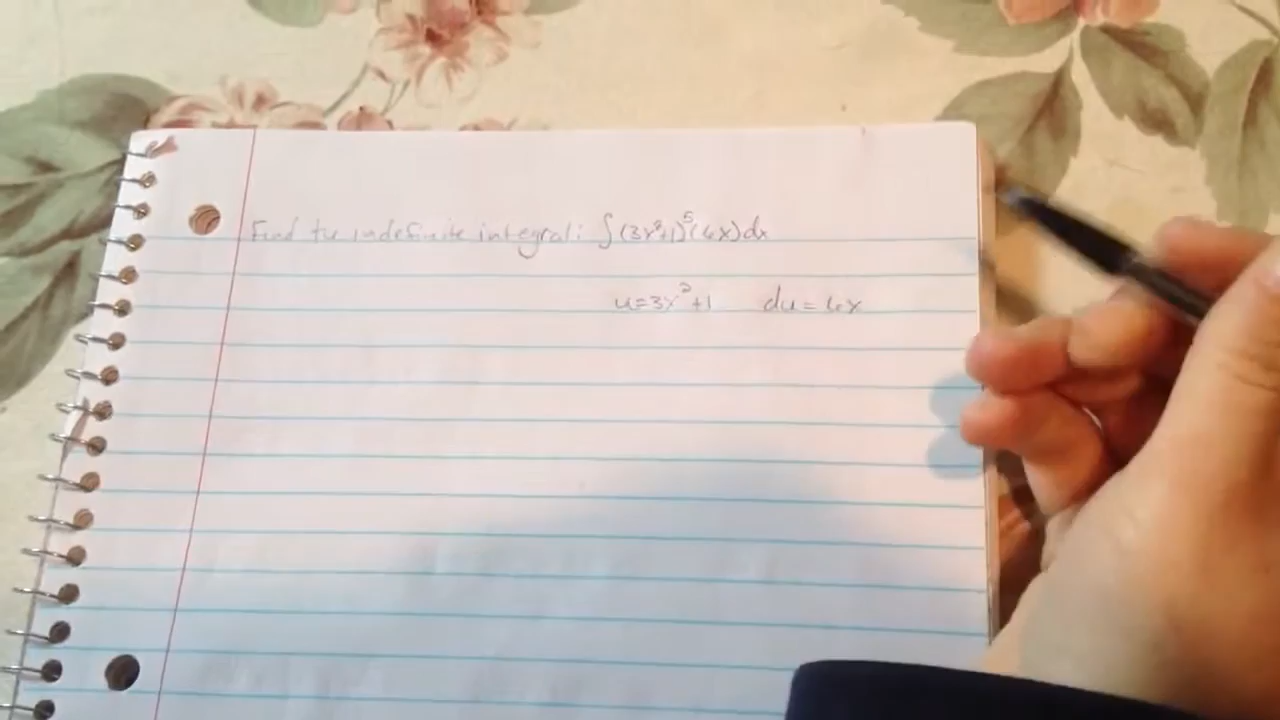 Find the indefinite integral: ∫(3x²+1)⁵(6x)dx
u=3x²+1 du=6x